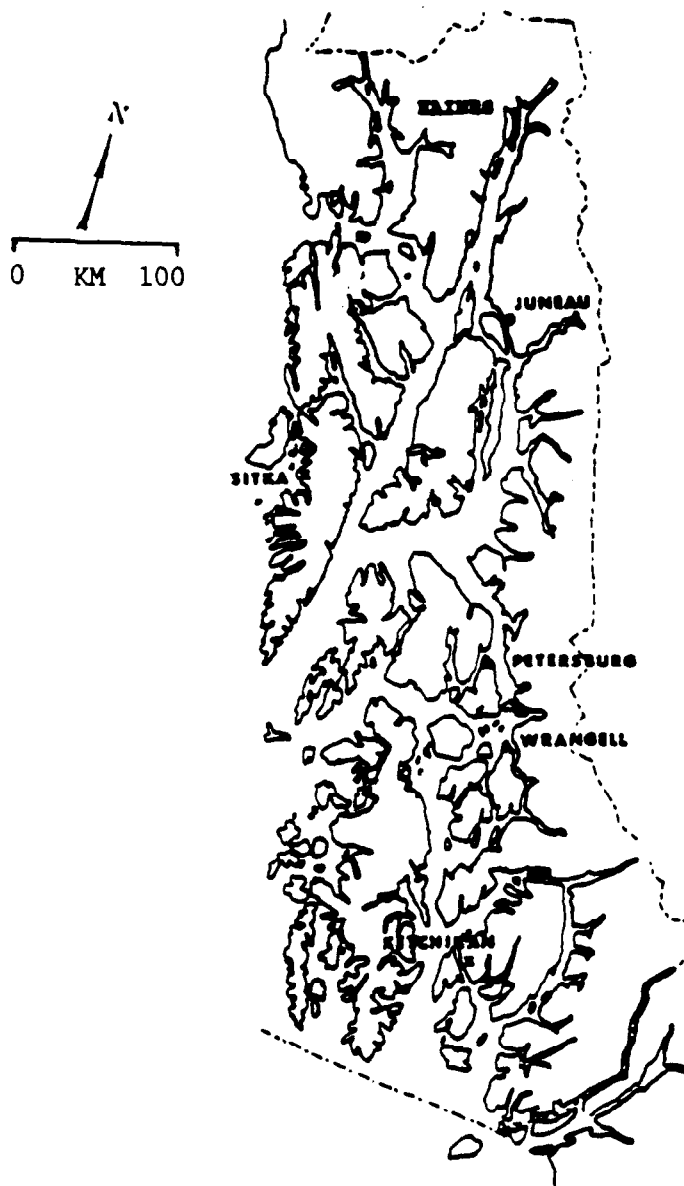 HAINES
N
0 KM 100
JUNEAU
SITKA
PETERSBURG
WRANGELL
KETCHIKAN